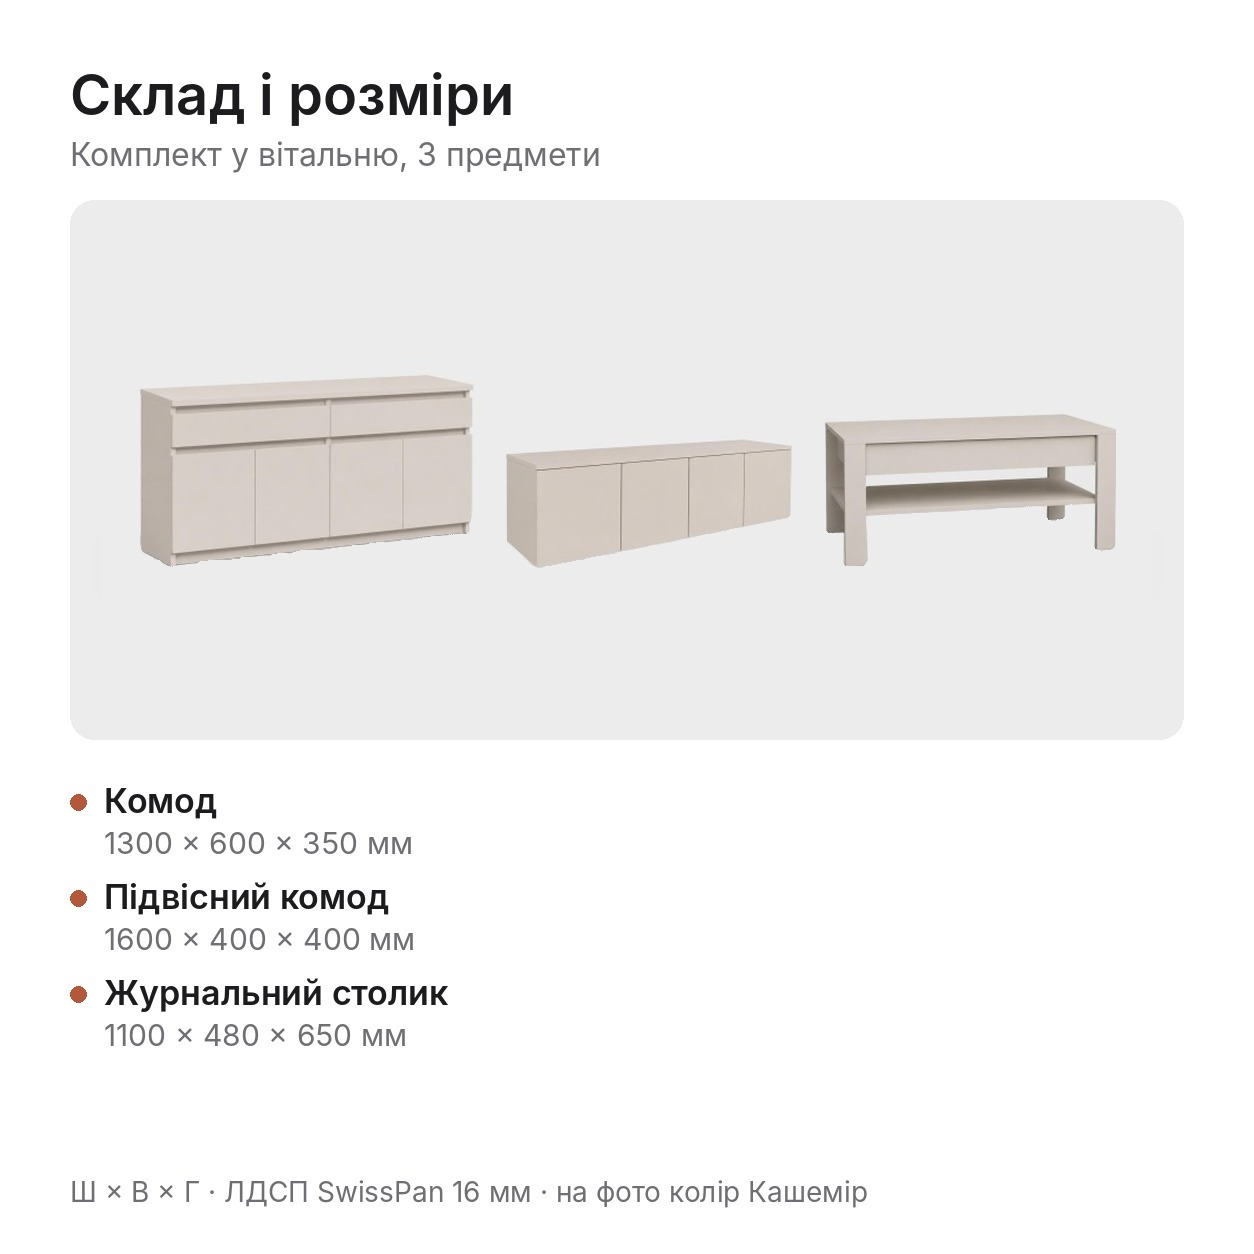 Склад і розміри
Комплект у вітальню, 3 предмети
Комод
1300 × 600 × 350 мм
Підвісний комод
1600 × 400 × 400 мм
Журнальний столик
1100 × 480 × 650 мм
Ш × В × Г · ЛДСП SwissPan 16 мм · на фото колір Кашемір